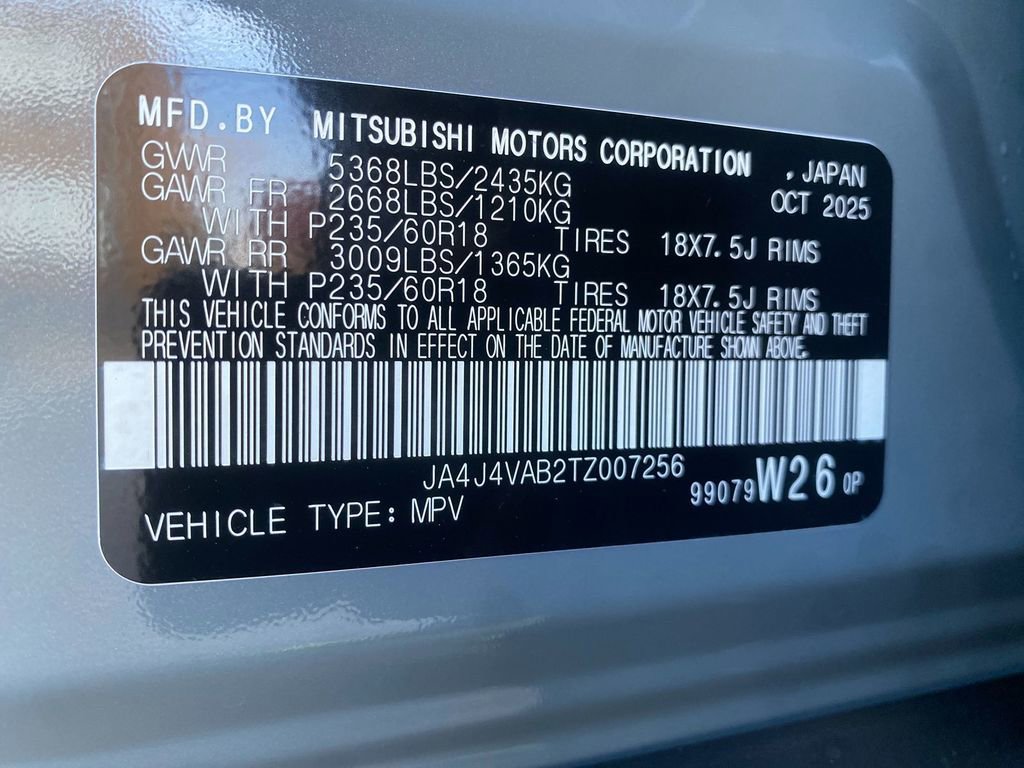 MFD.BY MITSUBISHI MOTORS CORPORATION , JAPAN
GVWR 5368LBS/2435KG OCT 2025
GAWR FR 2668LBS/1210KG
WITH P235/60R18 TIRES 18X7.5J RIMS
GAWR RR 3009LBS/1365KG
WITH P235/60R18 TIRES 18X7.5J RIMS
THIS VEHICLE CONFORMS TO ALL APPLICABLE FEDERAL MOTOR VEHICLE SAFETY AND THEFT
PREVENTION STANDARDS IN EFFECT ON THE DATE OF MANUFACTURE SHOWN ABOVE.
JA4J4VAB2TZ007256
99079 W26 0P
VEHICLE TYPE: MPV